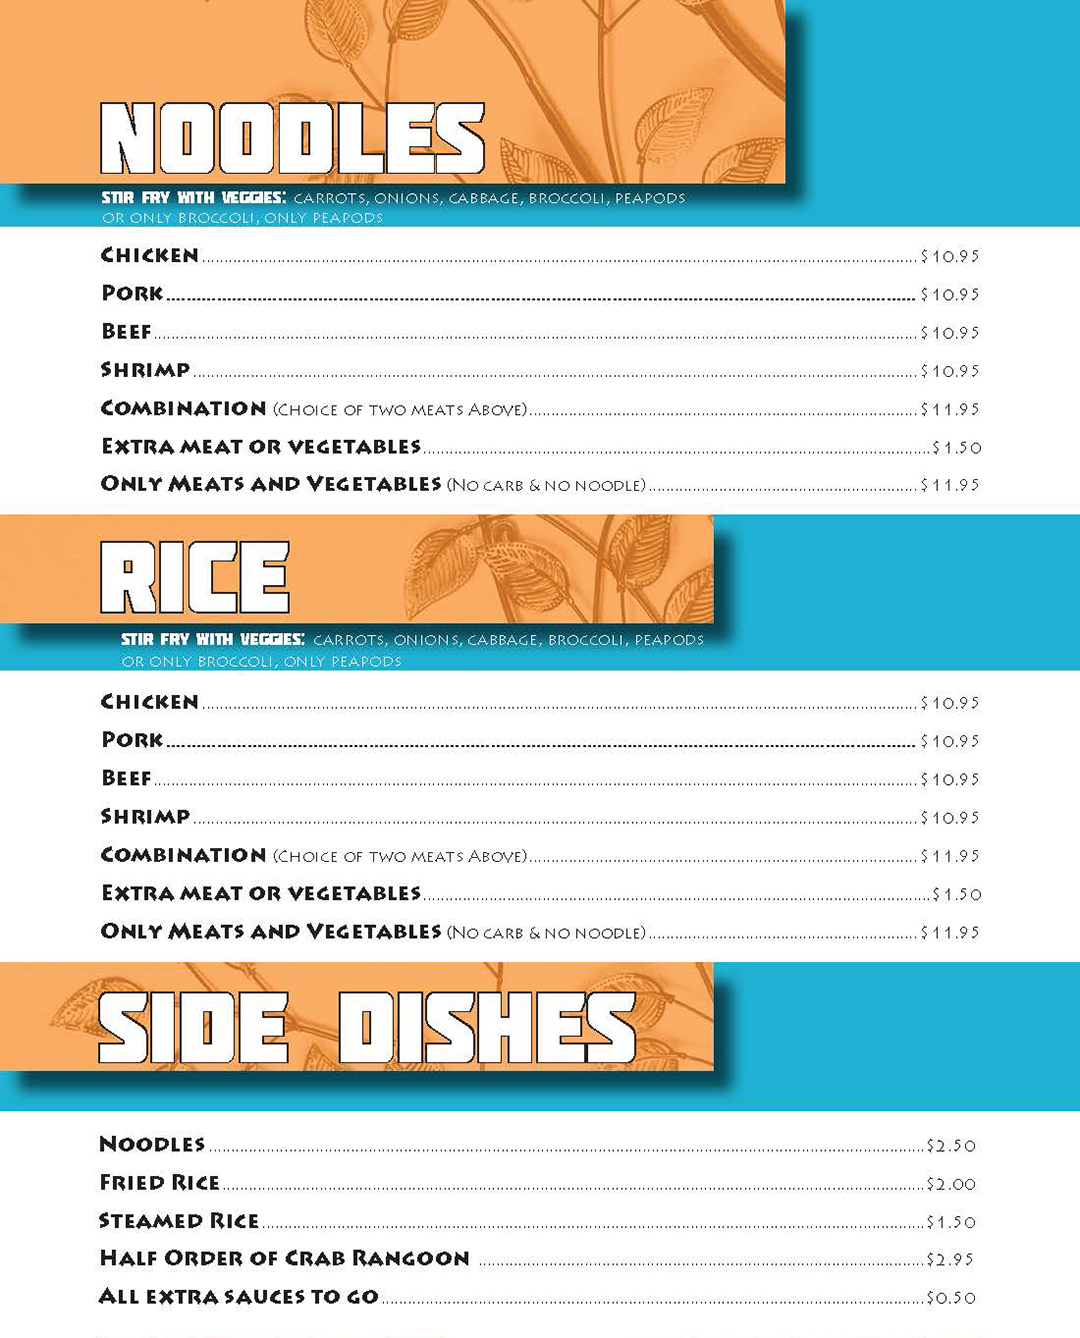 NOODLES
STIR FRY WITH VEGGIES: CARROTS, ONIONS, CABBAGE, BROCCOLI, PEAPODS
OR ONLY BROCCOLI, ONLY PEAPODS
CHICKEN $10.95
PORK $10.95
BEEF $10.95
SHRIMP $10.95
COMBINATION (CHOICE OF TWO MEATS ABOVE) $11.95
EXTRA MEAT OR VEGETABLES $1.50
ONLY MEATS AND VEGETABLES (NO CARB & NO NOODLE) $11.95
RICE
STIR FRY WITH VEGGIES: CARROTS, ONIONS, CABBAGE, BROCCOLI, PEAPODS
OR ONLY BROCCOLI, ONLY PEAPODS
CHICKEN $10.95
PORK $10.95
BEEF $10.95
SHRIMP $10.95
COMBINATION (CHOICE OF TWO MEATS ABOVE) $11.95
EXTRA MEAT OR VEGETABLES $1.50
ONLY MEATS AND VEGETABLES (NO CARB & NO NOODLE) $11.95
SIDE DISHES
NOODLES $2.50
FRIED RICE $2.00
STEAMED RICE $1.50
HALF ORDER OF CRAB RANGOON $2.95
ALL EXTRA SAUCES TO GO $0.50